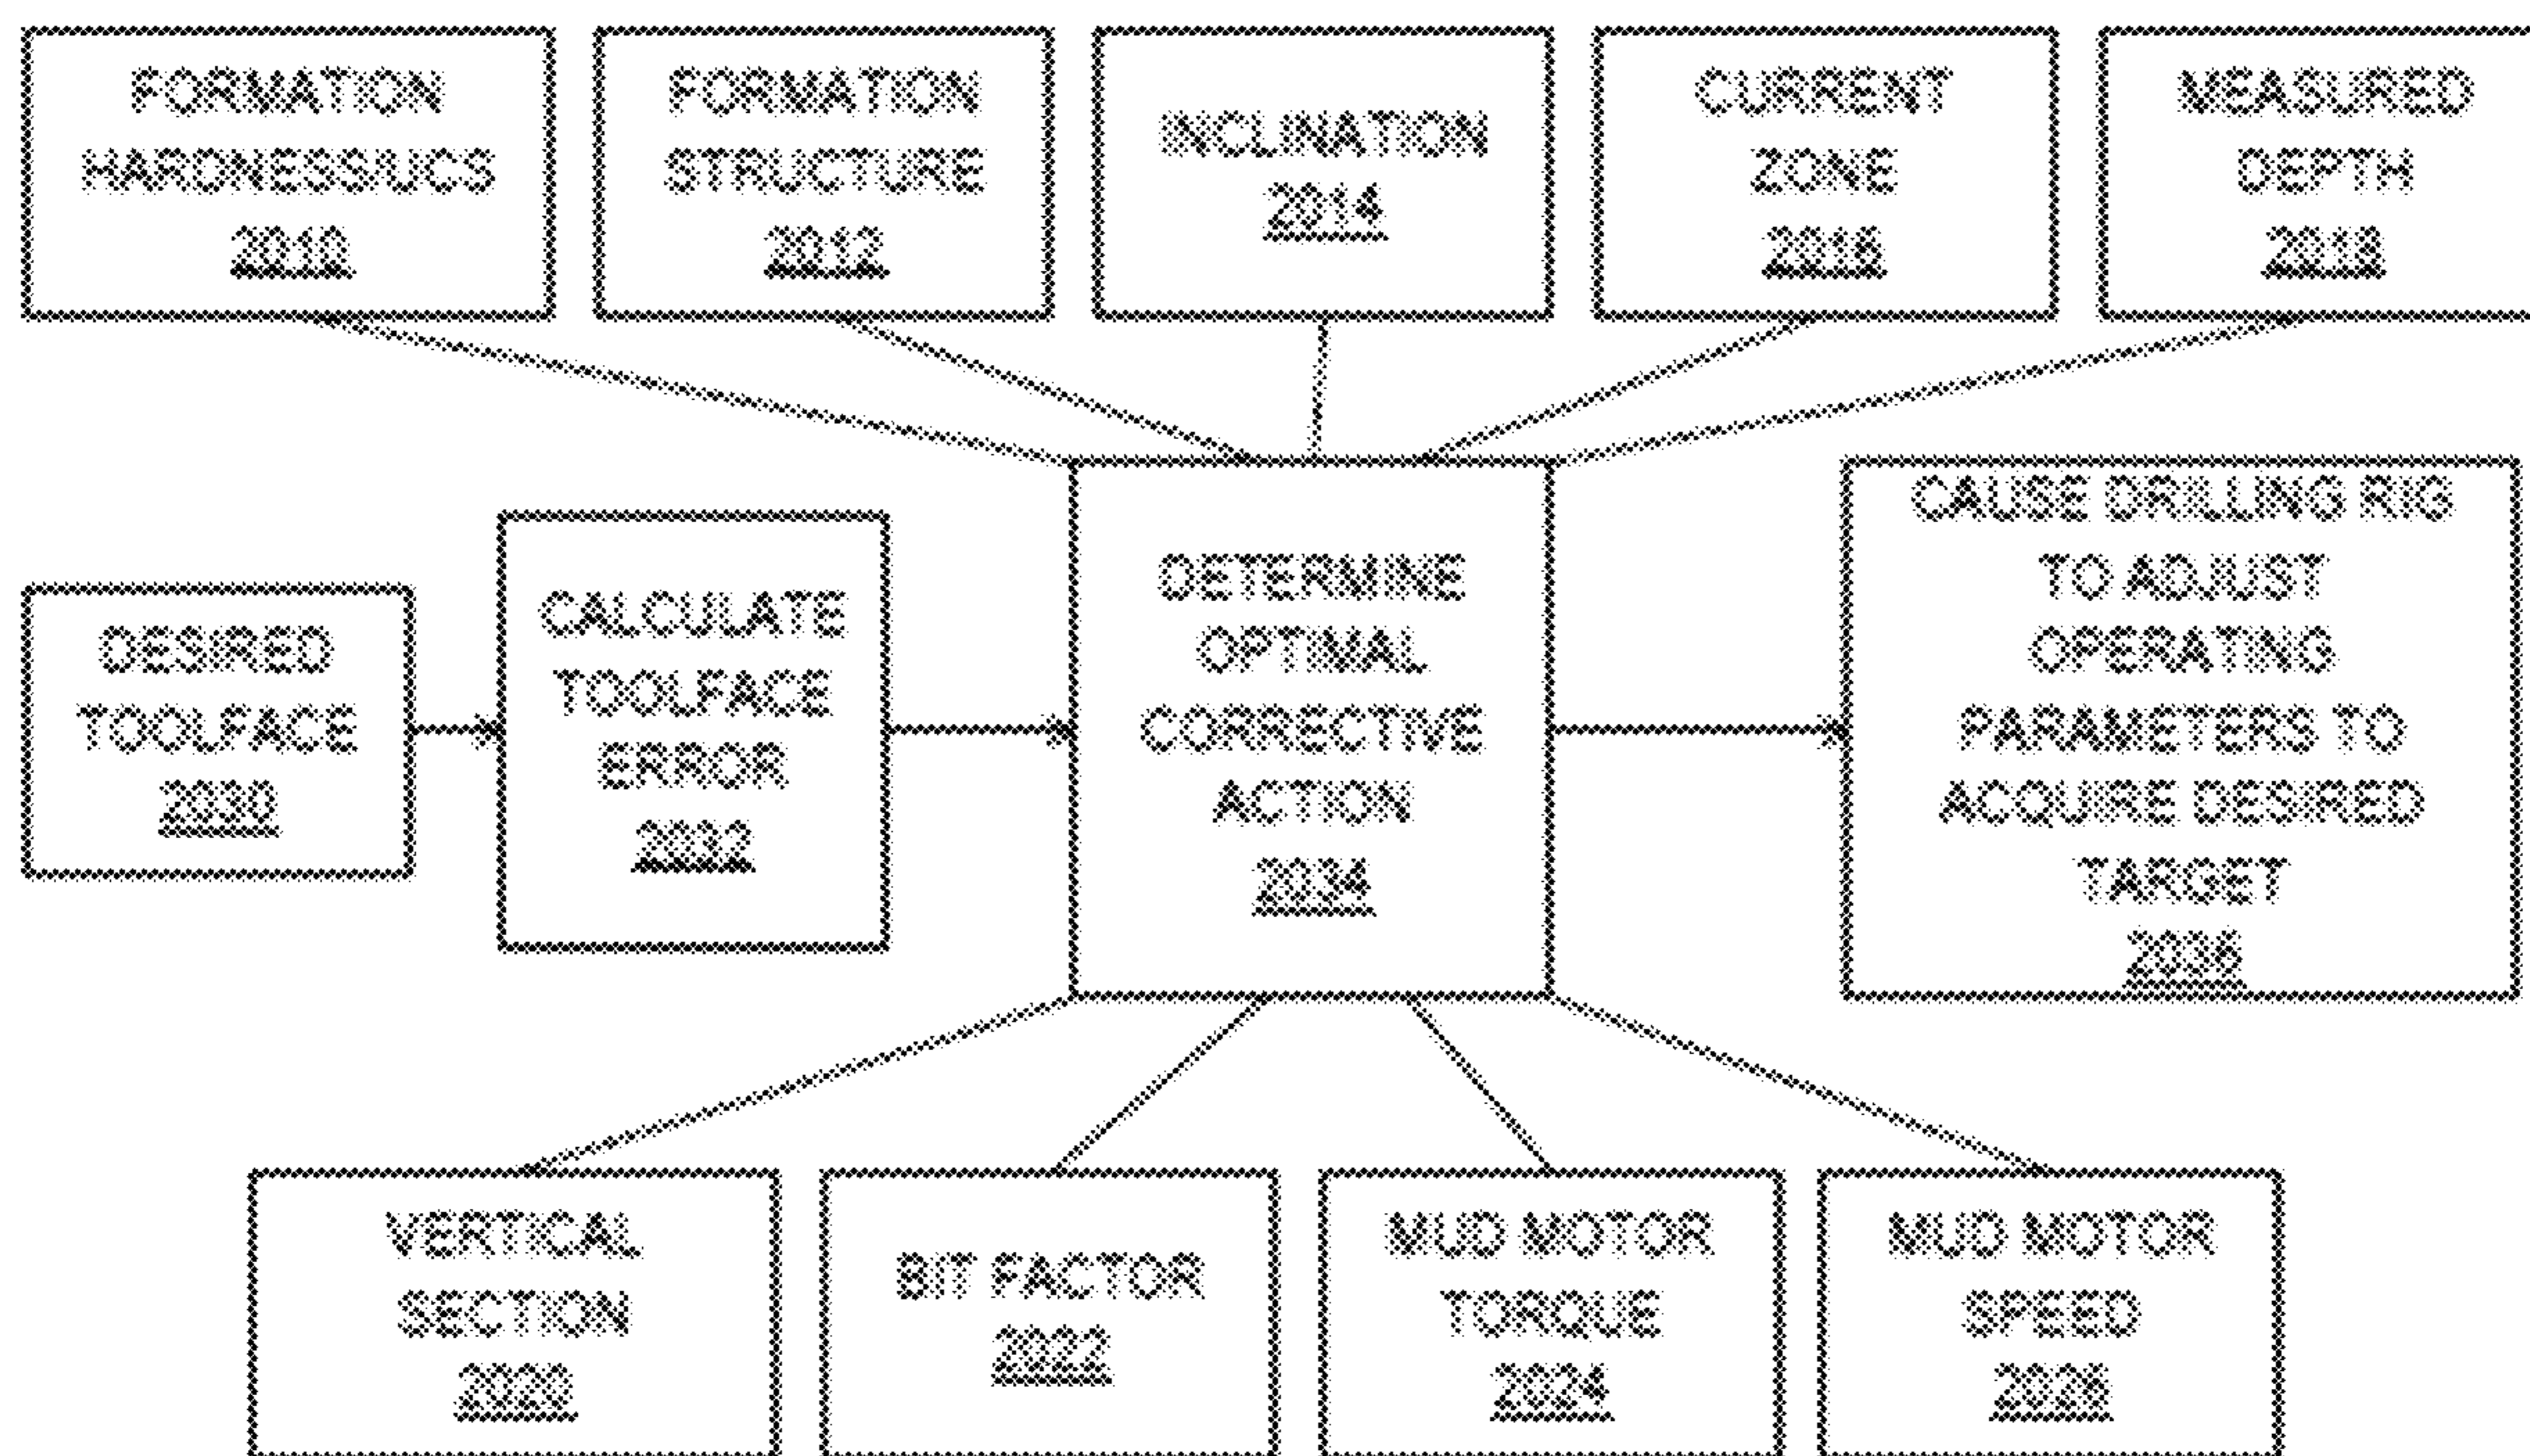 FORMATION
HARDNESS/UCS
2010
FORMATION
STRUCTURE
2012
INCLINATION
2014
CURRENT
ZONE
2016
MEASURED
DEPTH
2018
DESIRED
TOOLFACE
2030
CALCULATE
TOOLFACE
ERROR
2032
DETERMINE
OPTIMAL
CORRECTIVE
ACTION
2034
CAUSE DRILLING RIG
TO ADJUST
OPERATING
PARAMETERS TO
ACQUIRE DESIRED
TARGET
2036
VERTICAL
SECTION
2020
BIT FACTOR
2022
MUD MOTOR
TORQUE
2024
MUD MOTOR
SPEED
2026